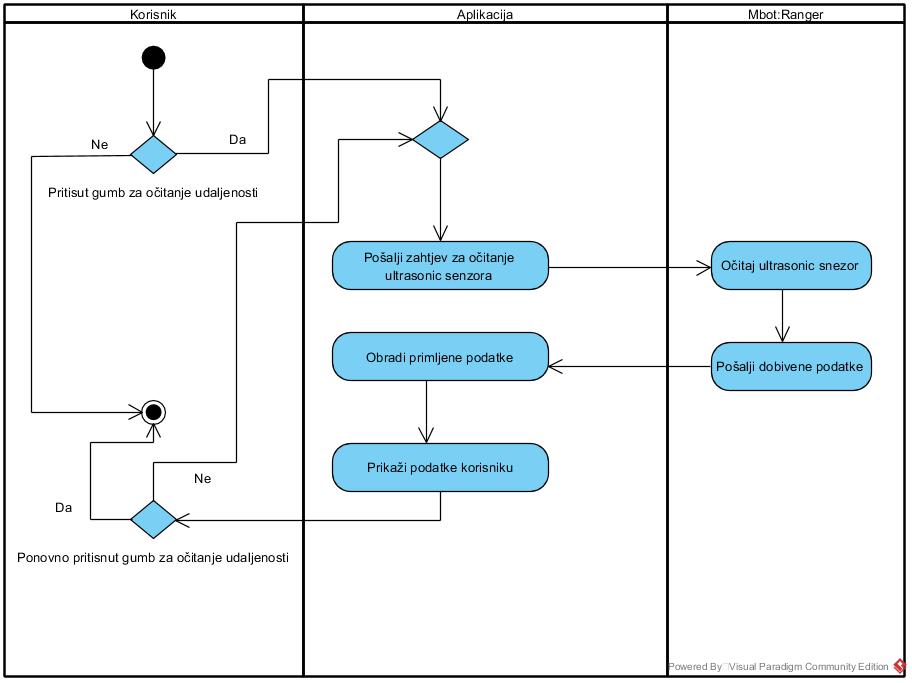 Korisnik
Aplikacija
Mbot:Ranger
Ne
Da
Pritisut gumb za očitanje udaljenosti
Pošalji zahtjev za očitanje
ultrasonic senzora
Očitaj ultrasonic snezor
Obradi primljene podatke
Pošalji dobivene podatke
Prikaži podatke korisniku
Ne
Da
Ponovno pritisnut gumb za očitanje udaljenosti
Powered By Visual Paradigm Community Edition